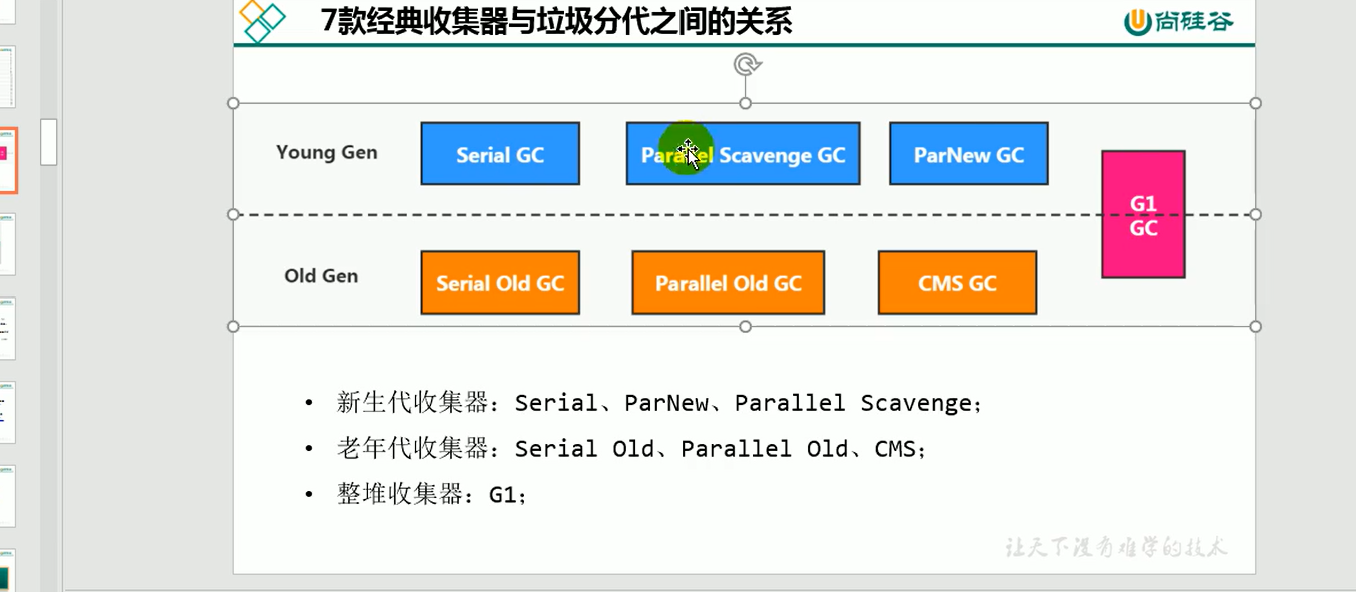 7款经典收集器与垃圾分代之间的关系
尚硅谷
Young Gen
Serial GC
Parallel Scavenge GC
ParNew GC
G1
GC
Old Gen
Serial Old GC
Parallel Old GC
CMS GC
• 新生代收集器：Serial、ParNew、Parallel Scavenge；
• 老年代收集器：Serial Old、Parallel Old、CMS；
• 整堆收集器：G1；
让天下没有难学的技术